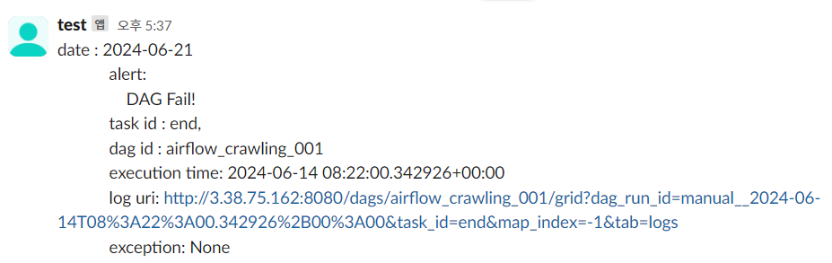 test 앱 오후 5:37
date : 2024-06-21
alert:
DAG Fail!
task id : end,
dag id : airflow_crawling_001
execution time: 2024-06-14 08:22:00.342926+00:00
log uri: http://3.38.75.162:8080/dags/airflow_crawling_001/grid?dag_run_id=manual__2024-06-
14T08%3A22%3A00.342926%2B00%3A00&task_id=end&map_index=-1&tab=logs
exception: None